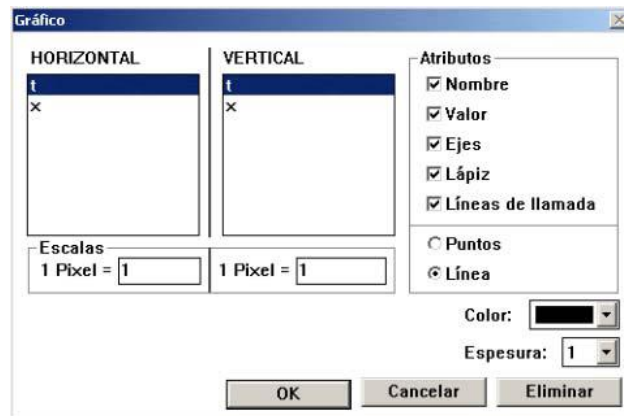 Gráfico
HORIZONTAL
t
x
VERTICAL
t
x
Escalas
1 Pixel = 1
1 Pixel = 1
Atributos
Nombre
Valor
Ejes
Lápiz
Líneas de llamada
Puntos
Línea
Color:
Espesura: 1
OK
Cancelar
Eliminar